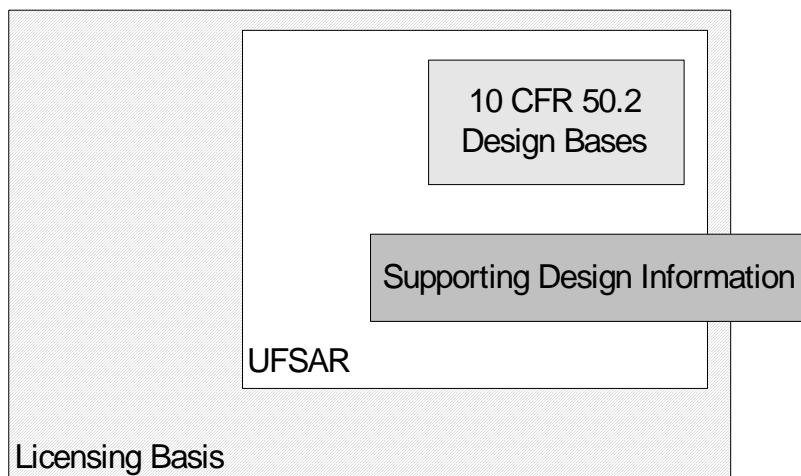 10 CFR 50.2
Design Bases
Supporting Design Information
UFSAR
Licensing Basis